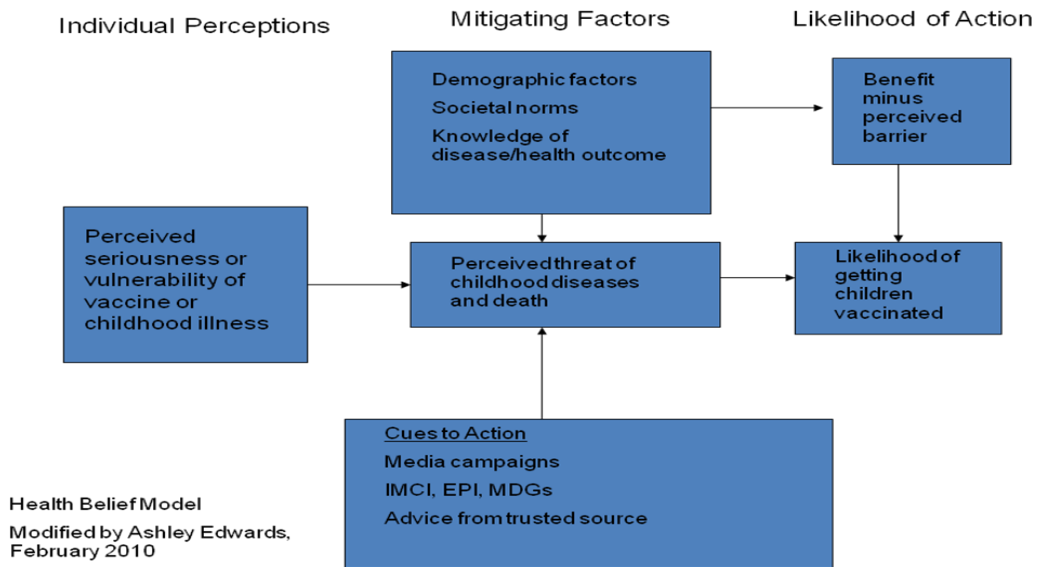 Individual Perceptions
Mitigating Factors
Likelihood of Action
Demographic factors
Societal norms
Knowledge of
disease/health outcome
Benefit
minus
perceived
barrier
Perceived
seriousness or
vulnerability of
vaccine or
childhood illness
Perceived threat of
childhood diseases
and death
Likelihood of
getting
children
vaccinated
Cues to Action
Media campaigns
IMCI, EPI, MDGs
Advice from trusted source
Health Belief Model
Modified by Ashley Edwards,
February 2010